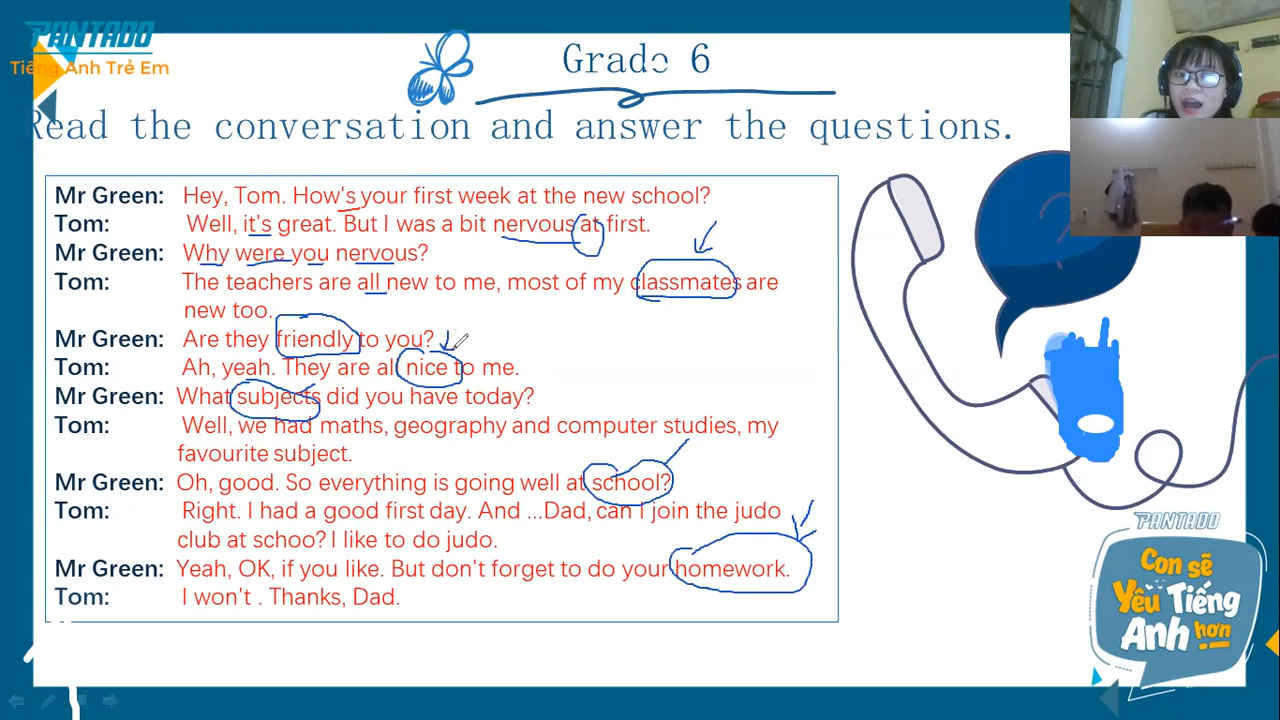 PANTADO
Tiếng Anh Trẻ Em
Grade 6
Read the conversation and answer the questions.
Mr Green: Hey, Tom. How's your first week at the new school?
Tom: Well, it's great. But I was a bit nervous at first.
Mr Green: Why were you nervous?
Tom: The teachers are all new to me, most of my classmates are
new too.
Mr Green: Are they friendly to you?
Tom: Ah, yeah. They are all nice to me.
Mr Green: What subjects did you have today?
Tom: Well, we had maths, geography and computer studies, my
favourite subject.
Mr Green: Oh, good. So everything is going well at school?
Tom: Right. I had a good first day. And ...Dad, can I join the judo
club at schoo? I like to do judo.
Mr Green: Yeah, OK, if you like. But don't forget to do your homework.
Tom: I won't . Thanks, Dad.
?
PANTADO
Con sẽ
Yêu Tiếng
Anh hơn